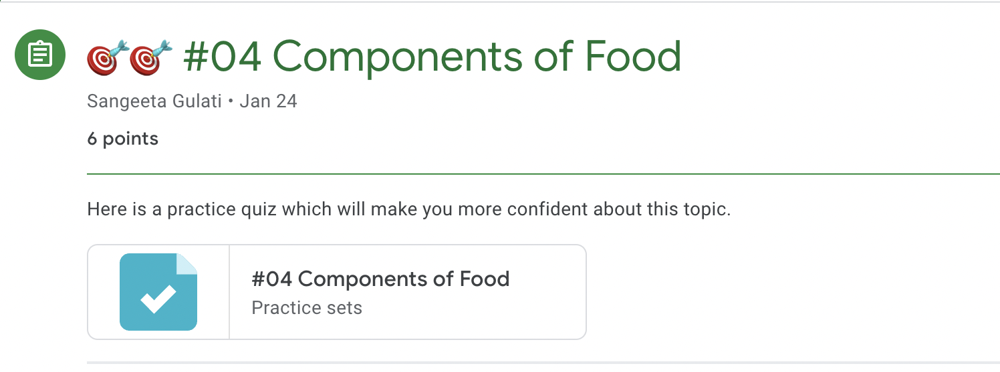 🎯🎯 #04 Components of Food
Sangeeta Gulati • Jan 24
6 points
Here is a practice quiz which will make you more confident about this topic.
#04 Components of Food
Practice sets